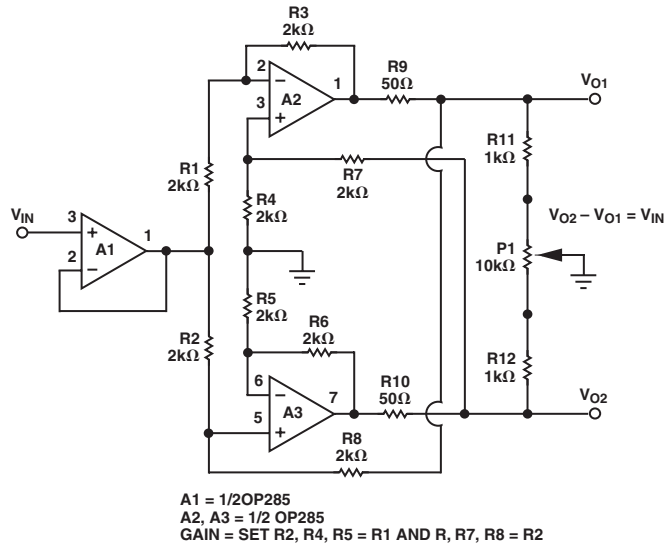 R3
2kΩ
2
−
A2
1
3
+
R9
50Ω
VO1
R11
1kΩ
R1
2kΩ
R7
2kΩ
R4
2kΩ
VIN
3
+
A1
1
2
−
VO2 – VO1 = VIN
P1
10kΩ
R5
2kΩ
R2
2kΩ
R6
2kΩ
R12
1kΩ
6
−
A3
7
5
+
R10
50Ω
VO2
R8
2kΩ
A1 = 1/2OP285
A2, A3 = 1/2 OP285
GAIN = SET R2, R4, R5 = R1 AND R, R7, R8 = R2